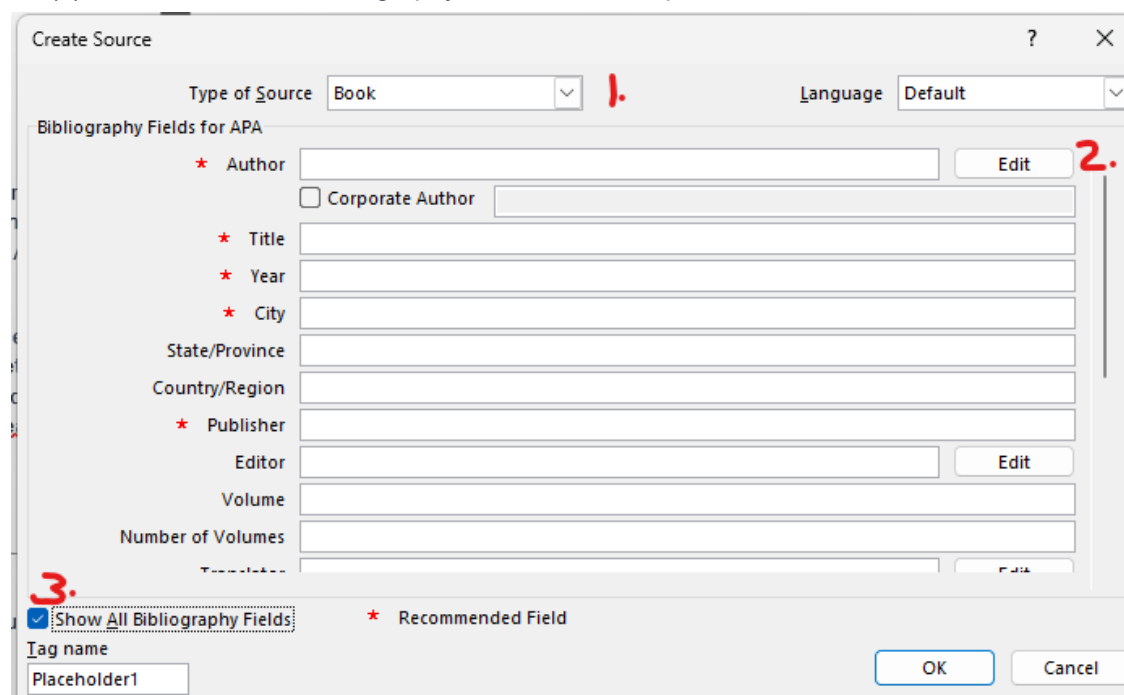 Create Source ? ×
Type of Source Book 1. Language Default
Bibliography Fields for APA
* Author Edit 2.
Corporate Author
* Title
* Year
* City
State/Province
Country/Region
* Publisher
Editor Edit
Volume
Number of Volumes
3.
Show All Bibliography Fields * Recommended Field
Tag name
Placeholder1
OK Cancel